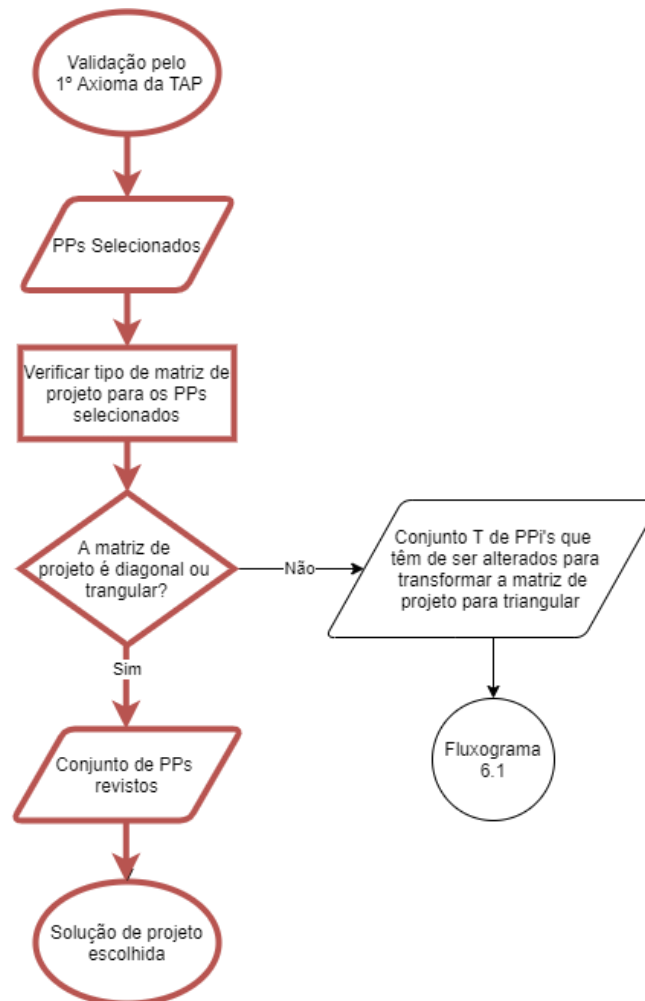 Validação pelo
1º Axioma da TAP
PPs Selecionados
Verificar tipo de matriz de
projeto para os PPs
selecionados
A matriz de
projeto é diagonal ou
trangular?
Não
Conjunto T de PPi's que
têm de ser alterados para
transformar a matriz de
projeto para triangular
Sim
Fluxograma
6.1
Conjunto de PPs
revistos
Solução de projeto
escolhida